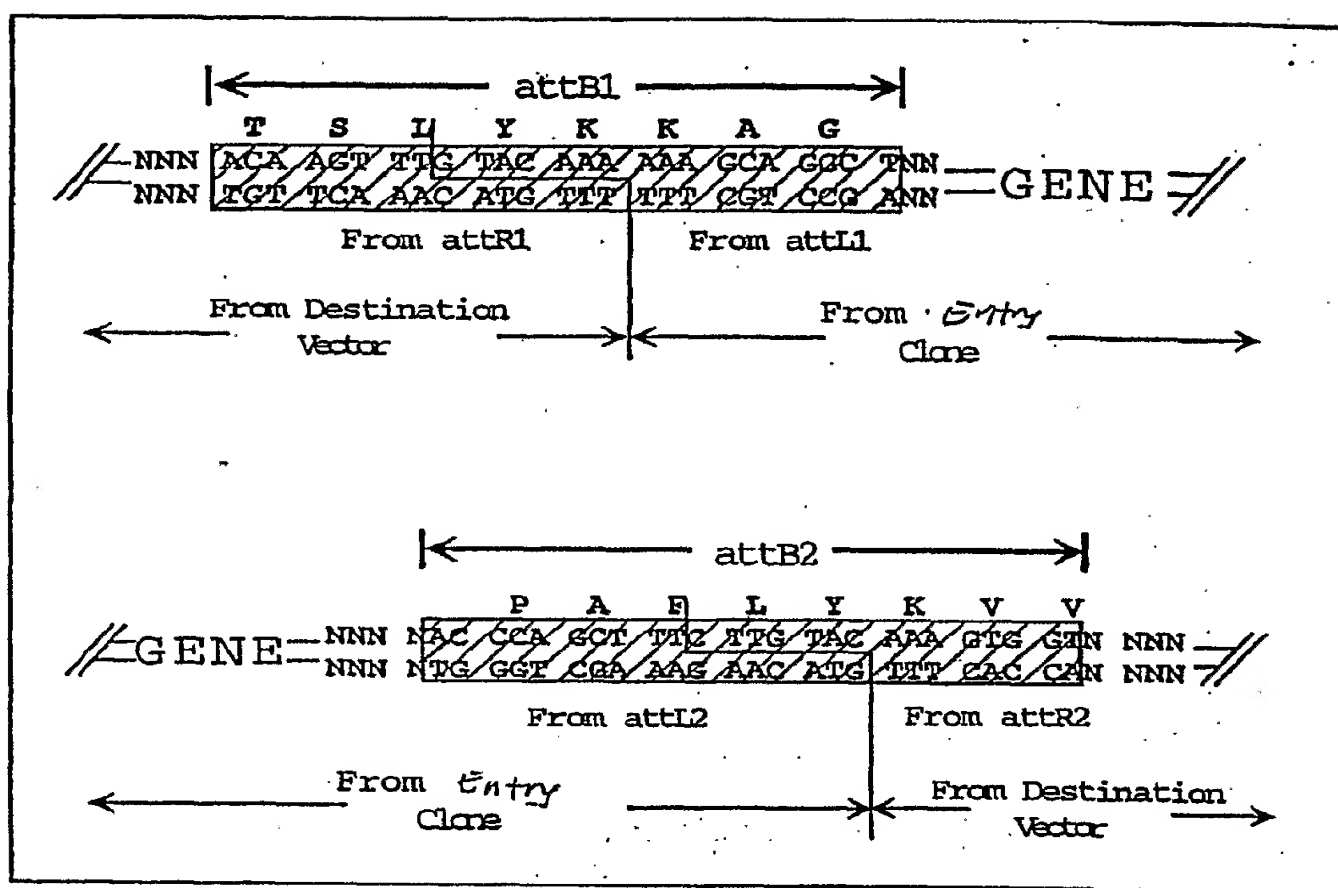 attB1
T S L Y K K A G
NNN ACA AGT TTG TAC AAA AAA GCA GGC TNN GENE
NNN TGT TCA AAC ATG TTT TTT CGT CCG ANN
From attR1 From attL1
From Destination Vector From Entry Clone
attB2
P A F L Y K V V
GENE NNN NAC CCA GCT TTC TTG TAC AAA GTG GTN NNN
NNN NTG GGT CGA AAG AAC ATG TTT CAC CAN NNN
From attL2 From attR2
From Entry Clone From Destination Vector